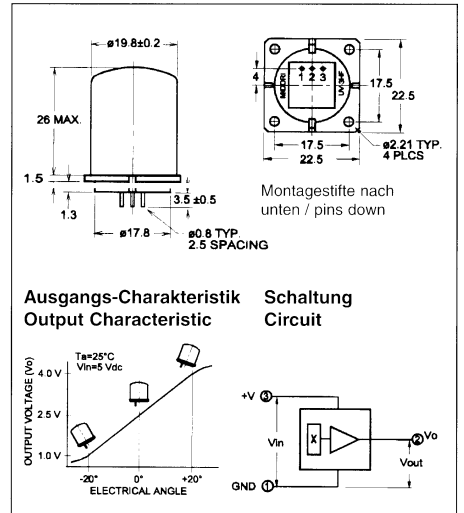 ø19.8±0.2
26 MAX.
1.5
1.3
3.5 ±0.5
ø17.8
ø0.8 TYP.
2.5 SPACING
4
1 2 3
MIDORI
UV-3HF
17.5
22.5
17.5
22.5
ø2.21 TYP.
4 PLCS
Montagestifte nach
unten / pins down
Ausgangs-Charakteristik
Output Characteristic
Ta=25°C
Vin=5 Vdc
OUTPUT VOLTAGE (Vo)
4.0 V
2.5 V
1.0 V
-20° 0° +20°
ELECTRICAL ANGLE
Schaltung
Circuit
+V 3
Vin
X
2 Vo
Vout
GND 1